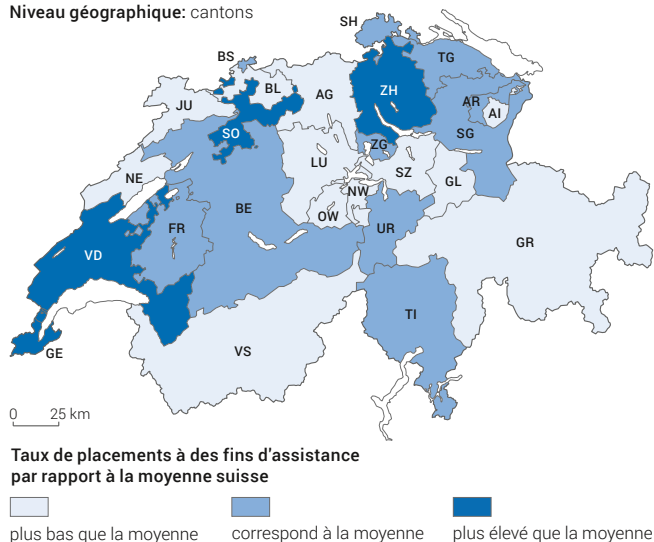 Niveau géographique: cantons
SH
BS
TG
BL
ZH
AG
JU
AR
AI
SO
SG
ZG
LU
SZ
NE
GL
NW
BE
OW
FR
UR
GR
VD
TI
VS
GE
0 25 km
Taux de placements à des fins d'assistance
par rapport à la moyenne suisse
plus bas que la moyenne correspond à la moyenne plus élevé que la moyenne